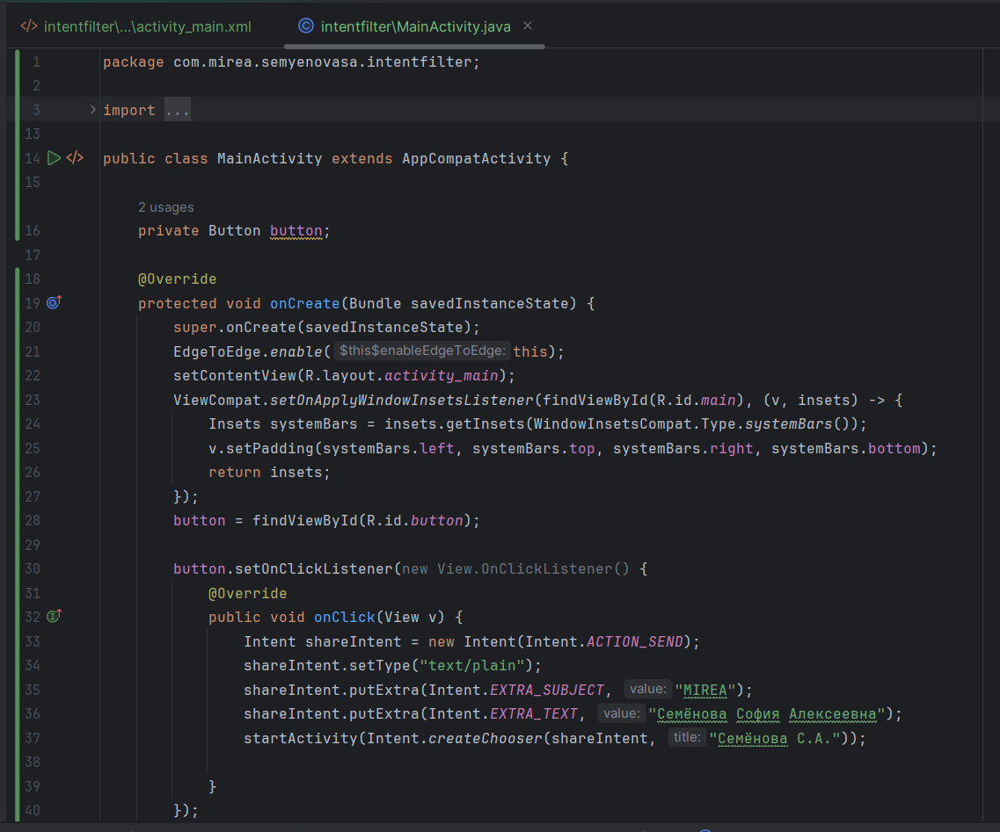 </> intentfilter\...\activity_main.xml
C intentfilter\MainActivity.java ×
1 package com.mirea.semyenovasa.intentfilter;
2
3 > import ...
13
14 </> public class MainActivity extends AppCompatActivity {
15
2 usages
16 private Button button;
17
18 @Override
19 protected void onCreate(Bundle savedInstanceState) {
20 super.onCreate(savedInstanceState);
21 EdgeToEdge.enable( $this$enableEdgeToEdge: this);
22 setContentView(R.layout.activity_main);
23 ViewCompat.setOnApplyWindowInsetsListener(findViewById(R.id.main), (v, insets) -> {
24 Insets systemBars = insets.getInsets(WindowInsetsCompat.Type.systemBars());
25 v.setPadding(systemBars.left, systemBars.top, systemBars.right, systemBars.bottom);
26 return insets;
27 });
28 button = findViewById(R.id.button);
29
30 button.setOnClickListener(new View.OnClickListener() {
31 @Override
32 public void onClick(View v) {
33 Intent shareIntent = new Intent(Intent.ACTION_SEND);
34 shareIntent.setType("text/plain");
35 shareIntent.putExtra(Intent.EXTRA_SUBJECT, value: "MIREA");
36 shareIntent.putExtra(Intent.EXTRA_TEXT, value: "Семёнова София Алексеевна");
37 startActivity(Intent.createChooser(shareIntent, title: "Семёнова С.А."));
38
39 }
40 });